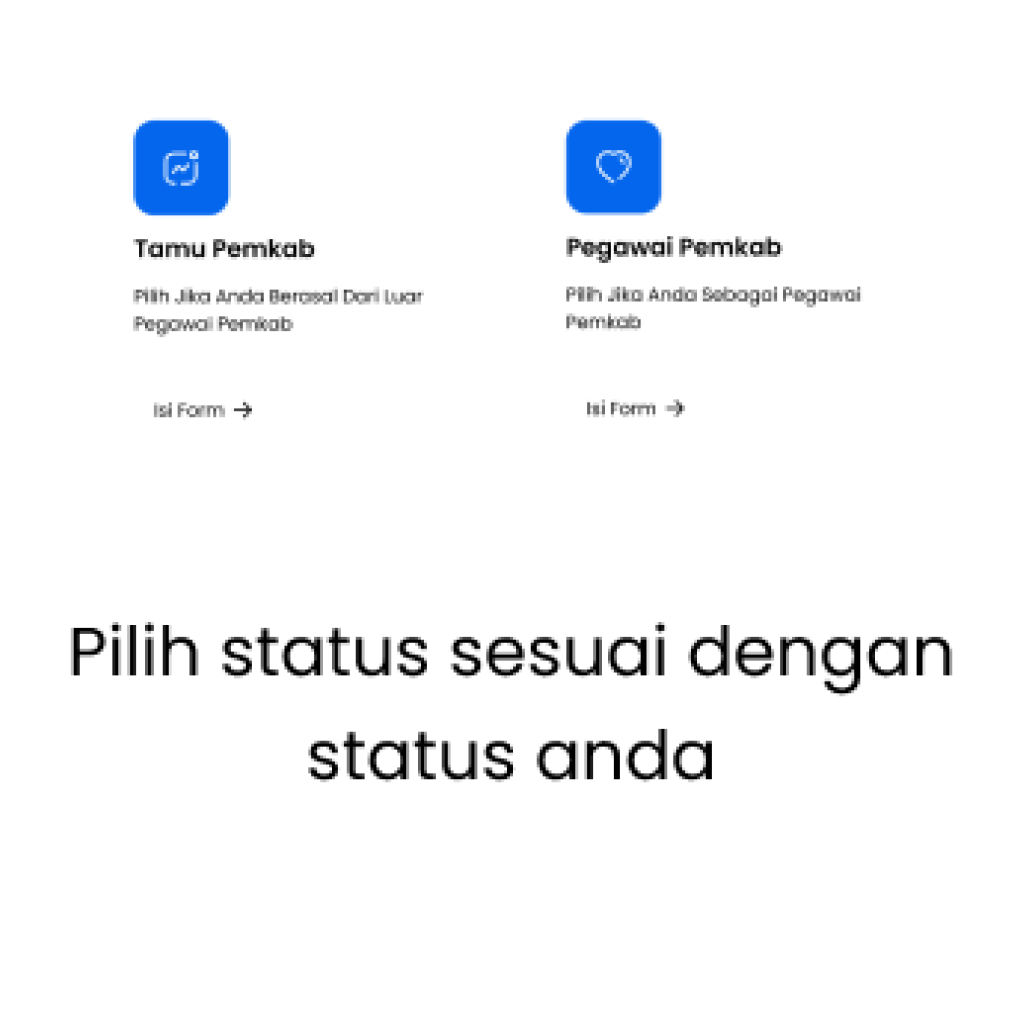 Tamu Pemkab
Pilih Jika Anda Berasal Dari Luar
Pegawai Pemkab
Isi Form
Pegawai Pemkab
Pilih Jika Anda Sebagai Pegawai
Pemkab
Isi Form
Pilih status sesuai dengan
status anda